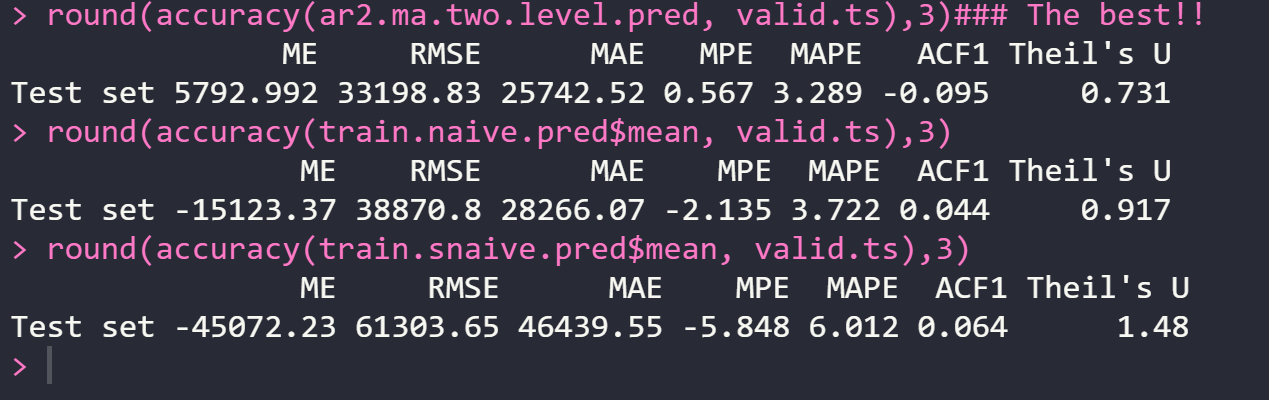 > round(accuracy(ar2.ma.two.level.pred, valid.ts),3)### The best!!
ME RMSE MAE MPE MAPE ACF1 Theil's U
Test set 5792.992 33198.83 25742.52 0.567 3.289 -0.095 0.731
> round(accuracy(train.naive.pred$mean, valid.ts),3)
ME RMSE MAE MPE MAPE ACF1 Theil's U
Test set -15123.37 38870.8 28266.07 -2.135 3.722 0.044 0.917
> round(accuracy(train.snaive.pred$mean, valid.ts),3)
ME RMSE MAE MPE MAPE ACF1 Theil's U
Test set -45072.23 61303.65 46439.55 -5.848 6.012 0.064 1.48
>